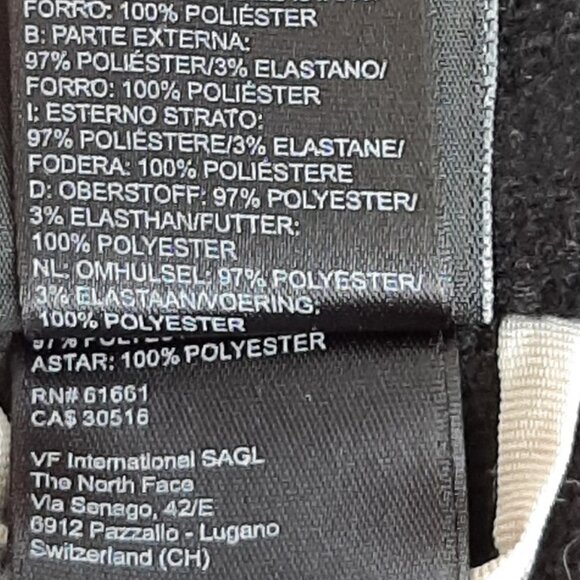 FORRO: 100% POLIÉSTER
B: PARTE EXTERNA:
97% POLIÉSTER/3% ELASTANO/
FORRO: 100% POLIÉSTER
I: ESTERNO STRATO:
97% POLIÉSTERE/3% ELASTANE/
FODERA: 100% POLIÉSTERE
D: OBERSTOFF: 97% POLYESTER/
3% ELASTHAN/FUTTER:
100% POLYESTER
NL: OMHULSEL: 97% POLYESTER/
3% ELASTAAN/VOERING:
100% POLYESTER
97%
ASTAR: 100% POLYESTER
RN# 61661
CA$ 30516
VF International SAGL
The North Face
Via Senago, 42/E
6912 Pazzallo - Lugano
Switzerland (CH)